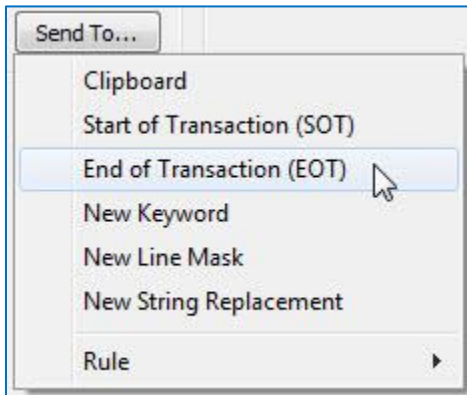 Send To...
Clipboard
Start of Transaction (SOT)
End of Transaction (EOT)
New Keyword
New Line Mask
New String Replacement
Rule